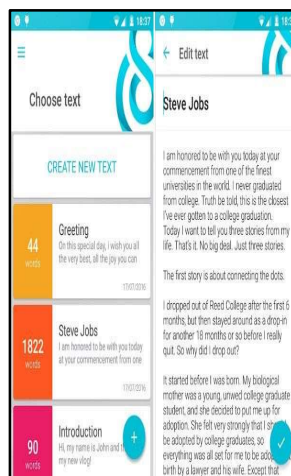 18:37
Choose text
CREATE NEW TEXT
44
words
Greeting
On this special day, I wish you all
the very best, all the joy you can
17/07/2016
1822
words
Steve Jobs
I am honored to be with you today
at your commencement from one
17/07/2016
90
words
Introduction
Hi, my name is John and
my new vlog!
+
18:37
Edit text
Steve Jobs
I am honored to be with you today at your
commencement from one of the finest
universities in the world. I never graduated
from college. Truth be told, this is the closest
I've ever gotten to a college graduation.
Today I want to tell you three stories from my
life. That's it. No big deal. Just three stories.
The first story is about connecting the dots.
I dropped out of Reed College after the first 6
months, but then stayed around as a drop-in
for another 18 months or so before I really
quit. So why did I drop out?
It started before I was born. My biological
mother was a young, unwed college graduate
student, and she decided to put me up for
adoption. She felt very strongly that I
be adopted by college graduates, so
everything was all set for me to be
birth by a lawyer and his wife. Except that